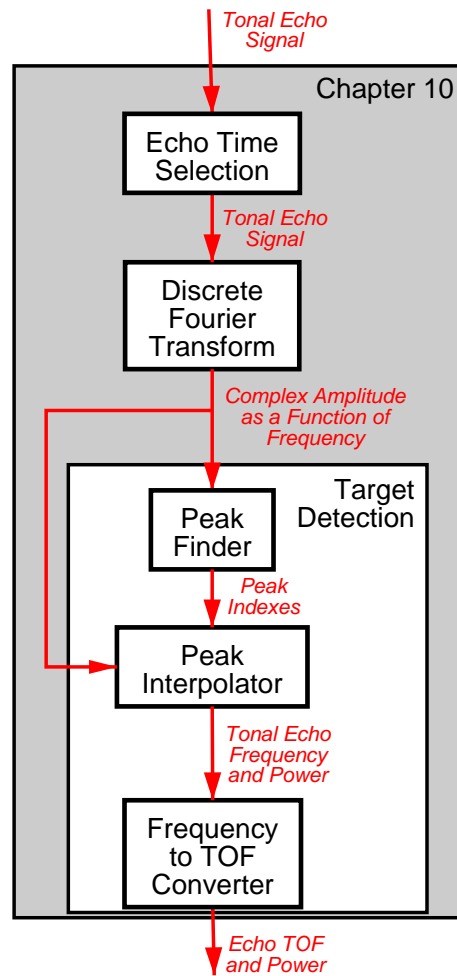 Tonal Echo
Signal
Chapter 10
Echo Time
Selection
Tonal Echo
Signal
Discrete
Fourier
Transform
Complex Amplitude
as a Function of
Frequency
Target
Detection
Peak
Finder
Peak
Indexes
Peak
Interpolator
Tonal Echo
Frequency
and Power
Frequency
to TOF
Converter
Echo TOF
and Power